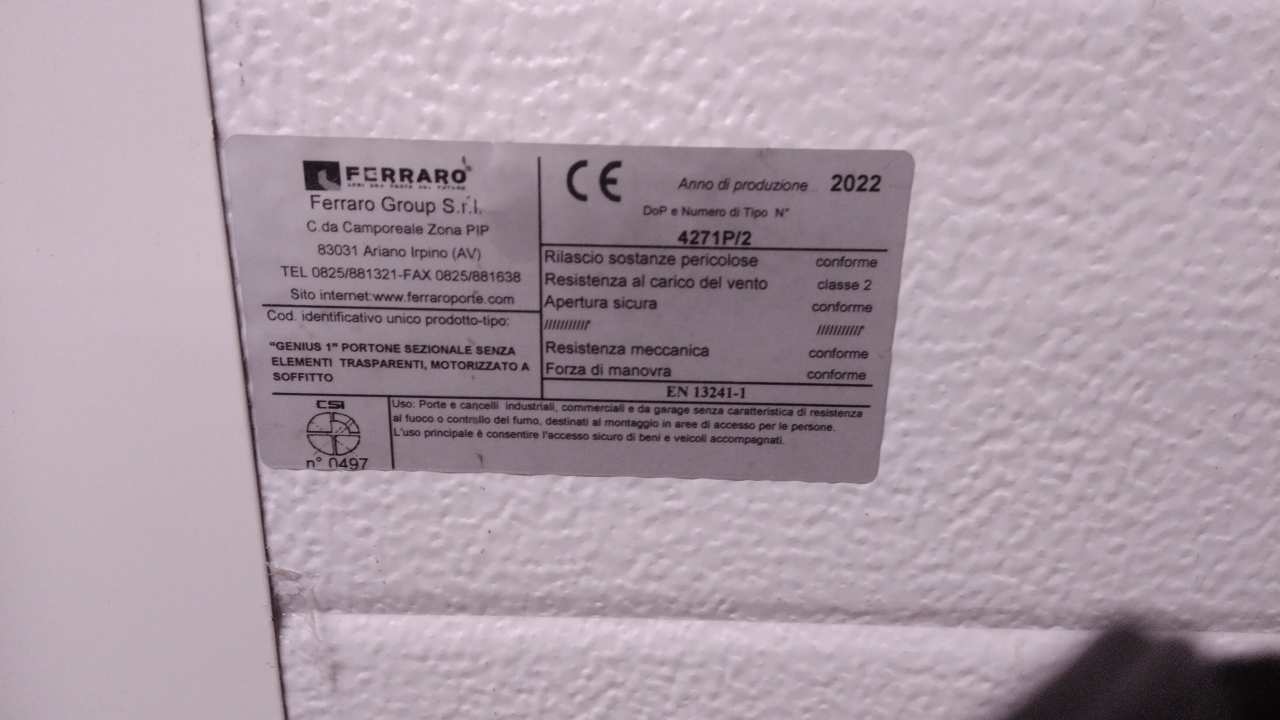 FERRARO
Ferraro Group S.r.l.
C.da Camporeale Zona PIP
83031 Ariano Irpino (AV)
TEL 0825/881321-FAX 0825/881638
Sito internet:www.ferraroporte.com
Cod. identificativo unico prodotto-tipo:
"GENIUS 1" PORTONE SEZIONALE SENZA
ELEMENTI TRASPARENTI, MOTORIZZATO A
SOFFITTO
CE
Anno di produzione 2022
DoP e Numero di Tipo N°
4271P/2
Rilascio sostanze pericolose conforme
Resistenza al carico del vento classe 2
Apertura sicura conforme
/////////// ///////////
Resistenza meccanica conforme
Forza di manovra conforme
EN 13241-1
CSI
n° 0497
Uso: Porte e cancelli industriali, commerciali e da garage senza caratteristica di resistenza
al fuoco o controllo del fumo, destinati al montaggio in aree di accesso per le persone.
L'uso principale è consentire l'accesso sicuro di beni e veicoli accompagnati.